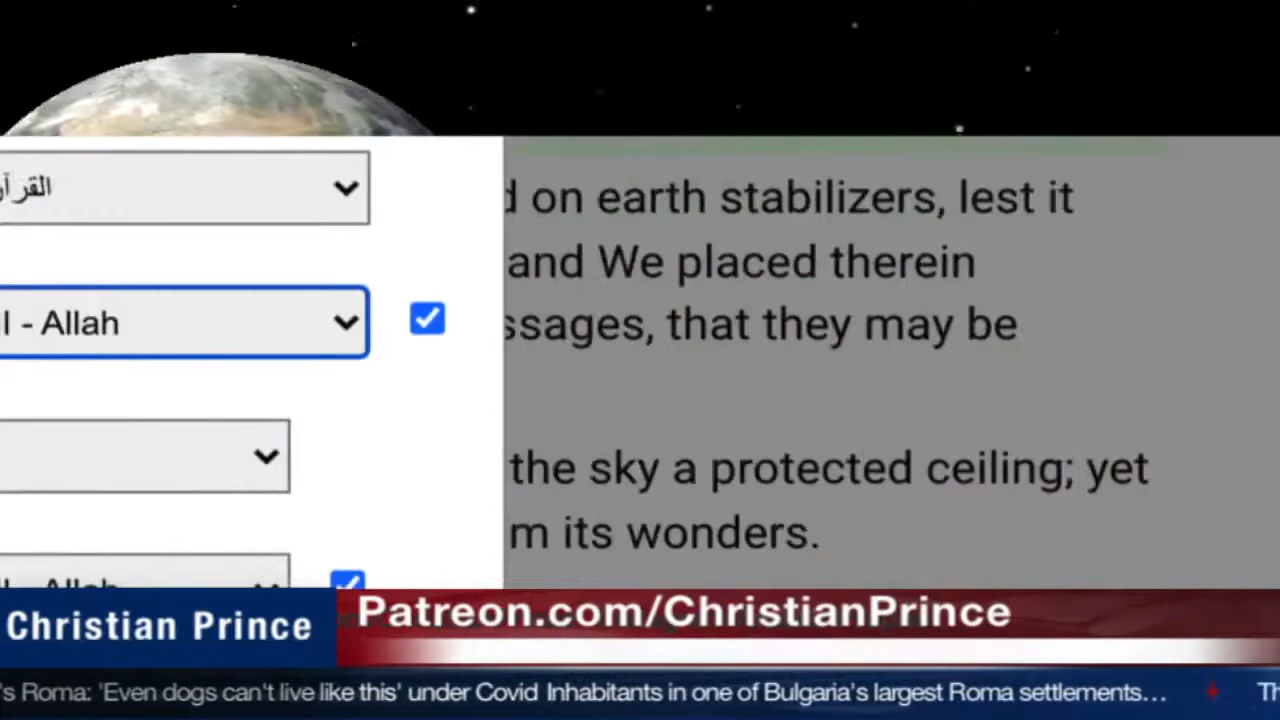 القرآن
d on earth stabilizers, lest it
and We placed therein
l - Allah
ssages, that they may be
the sky a protected ceiling; yet
m its wonders.
Allah
Christian Prince
Patreon.com/ChristianPrince
's Roma: 'Even dogs can't live like this' under Covid Inhabitants in one of Bulgaria's largest Roma settlements... Th